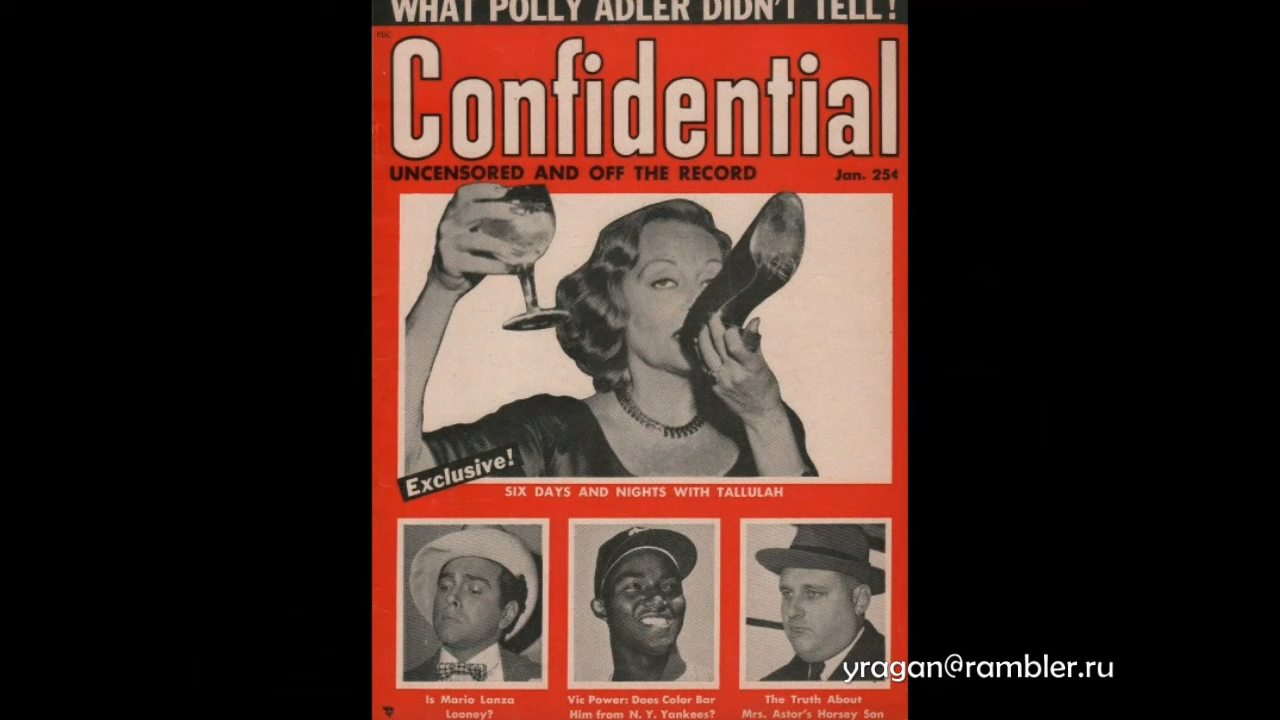 WHAT POLLY ADLER DIDN'T TELL!
Confidential
UNCENSORED AND OFF THE RECORD
Jan. 25¢
Exclusive!
SIX DAYS AND NIGHTS WITH TALLULAH
Is Mario Lanza
Looney?
Vic Power: Does Color Bar
Him from N. Y. Yankees?
The Truth About
Mrs. Astor's Horsey Son
yragan@rambler.ru